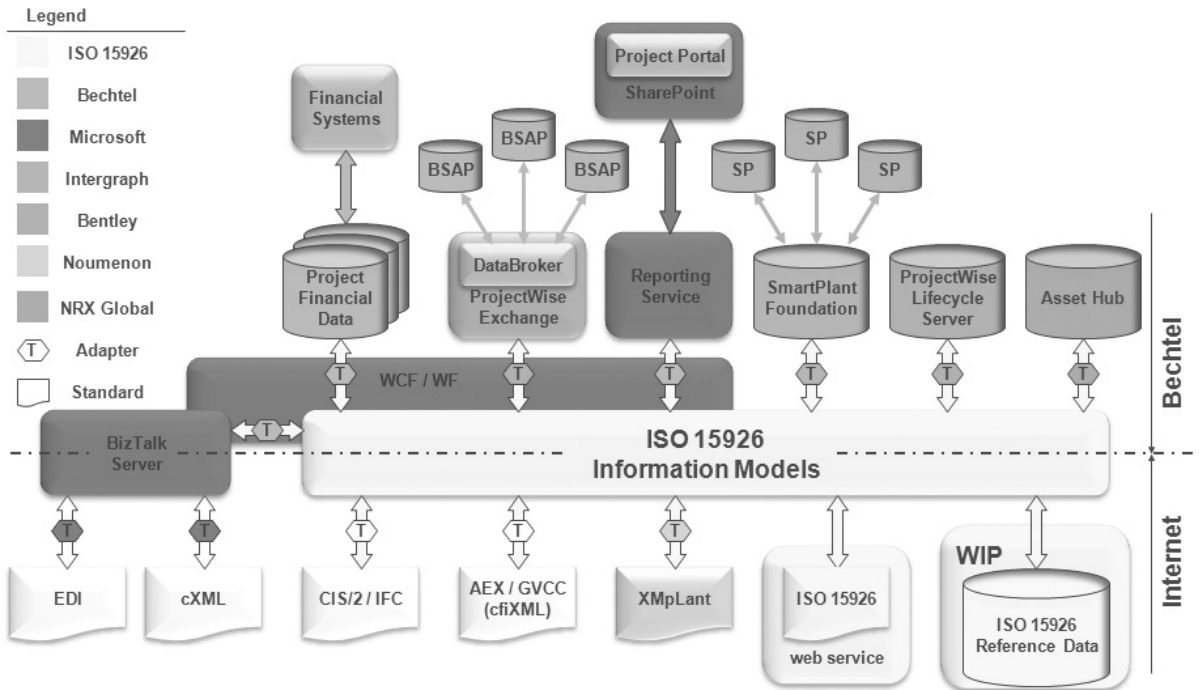 Legend
ISO 15926
Bechtel
Microsoft
Intergraph
Bentley
Noumenon
NRX Global
T
Adapter
Standard
Financial
Systems
Project Portal
SharePoint
BSAP
BSAP
BSAP
SP
SP
SP
Project
Financial
Data
DataBroker
ProjectWise
Exchange
Reporting
Service
SmartPlant
Foundation
ProjectWise
Lifecycle
Server
Asset Hub
T
T
T
T
T
T
WCF / WF
BizTalk
Server
T
ISO 15926
Information Models
Bechtel
Internet
T
T
T
T
T
EDI
cXML
CIS/2 / IFC
AEX / GVCC
(cfiXML)
XMpLant
ISO 15926
web service
WIP
ISO 15926
Reference Data